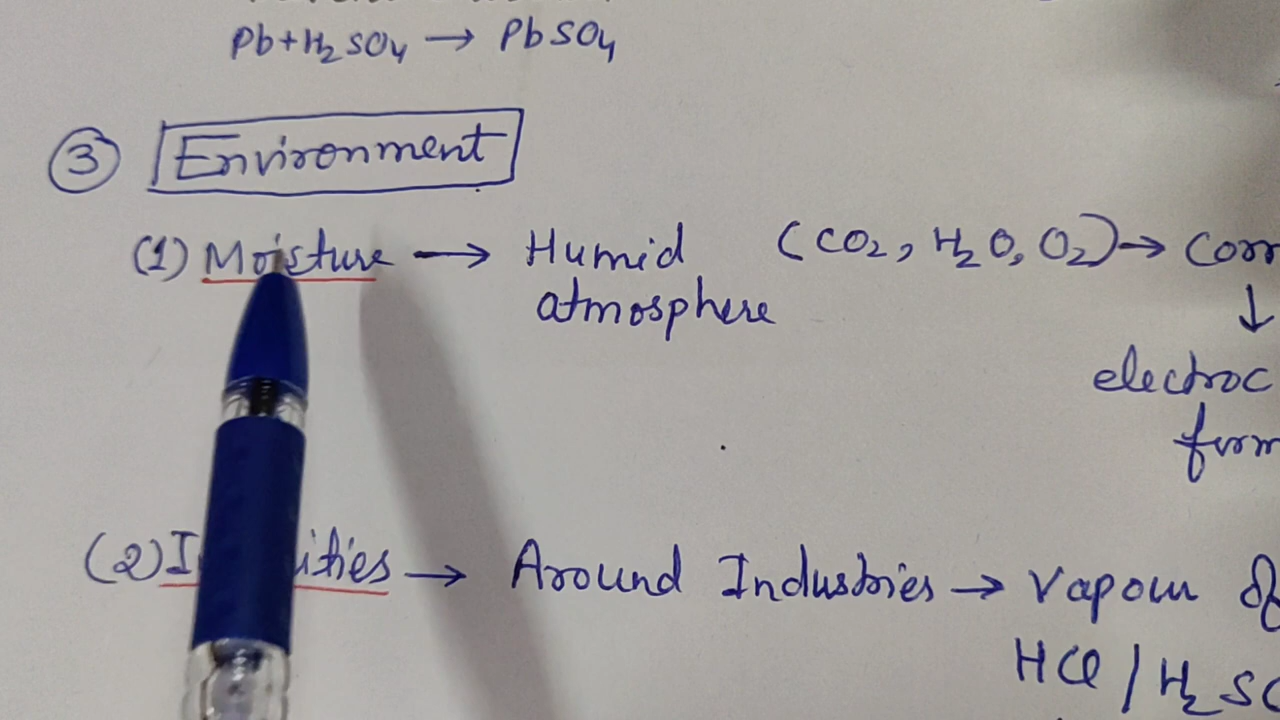 Pb+H₂SO₄ → PbSO₄
③ Environment
(1) Moisture → Humid atmosphere (CO₂, H₂O, O₂) → Corr
↓
electroc
form
(2) I ities → Around Industries → Vapour of
HCl / H₂SO